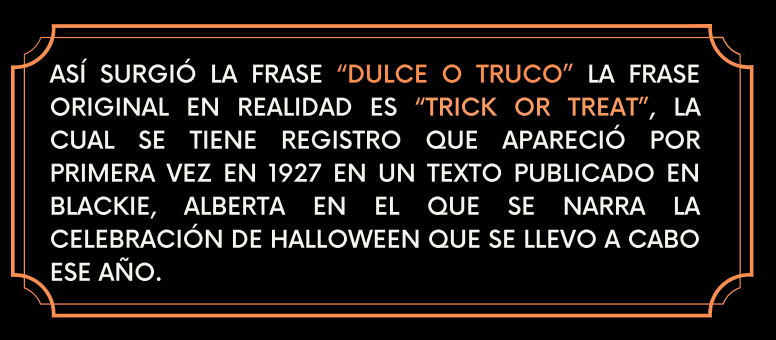 ASÍ SURGIÓ LA FRASE “DULCE O TRUCO” LA FRASE
ORIGINAL EN REALIDAD ES “TRICK OR TREAT”, LA
CUAL SE TIENE REGISTRO QUE APARECIÓ POR
PRIMERA VEZ EN 1927 EN UN TEXTO PUBLICADO EN
BLACKIE, ALBERTA EN EL QUE SE NARRA LA
CELEBRACIÓN DE HALLOWEEN QUE SE LLEVO A CABO
ESE AÑO.